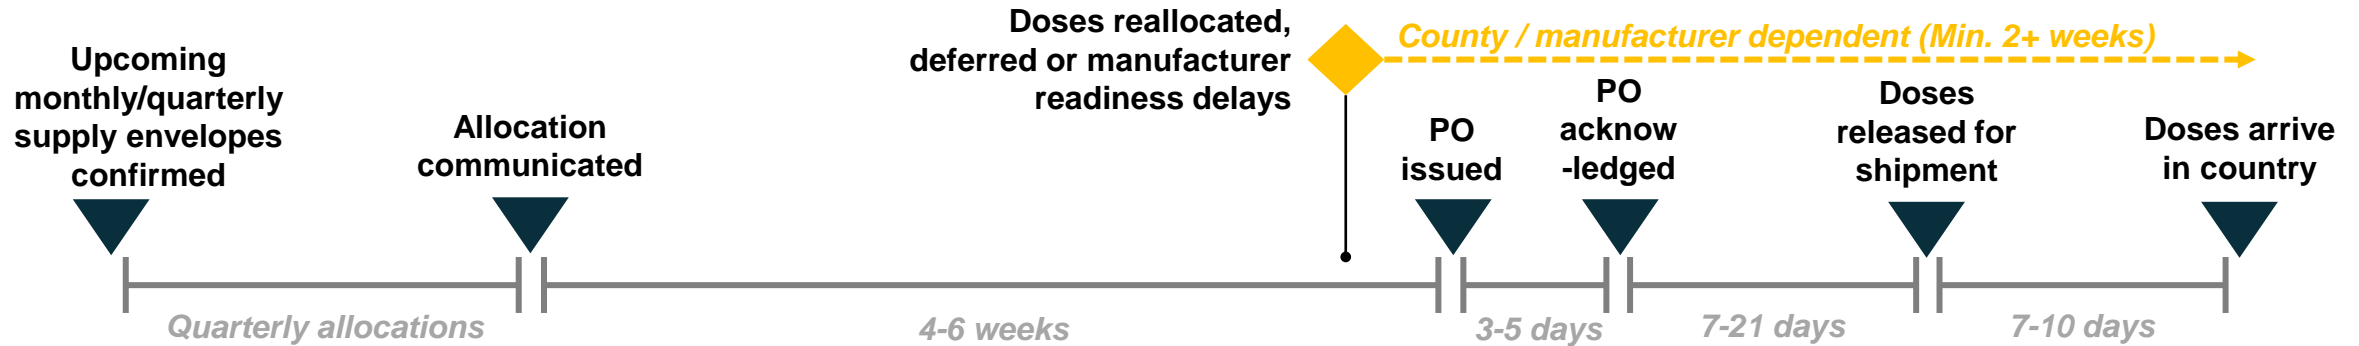 Upcoming
monthly/quarterly
supply envelopes
confirmed
Allocation
communicated
Doses reallocated,
deferred or manufacturer
readiness delays
County / manufacturer dependent (Min. 2+ weeks)
PO
issued
PO
acknow
-ledged
Doses
released for
shipment
Doses arrive
in country
Quarterly allocations
4-6 weeks
3-5 days
7-21 days
7-10 days